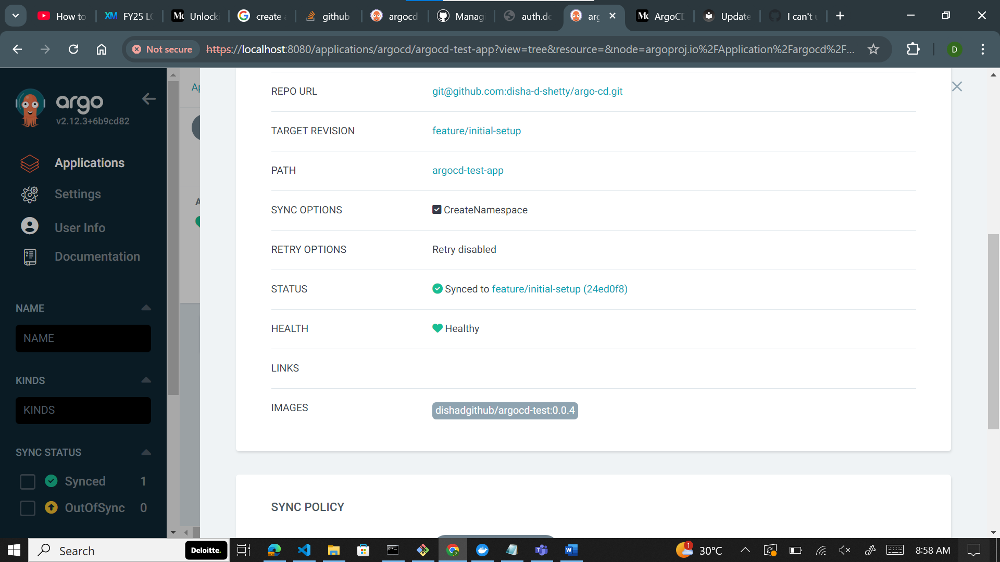 How to
XM FY25 LC
Unlocki
create a
github
argocd
Manag
auth.dc
arg
ArgoCD
Update
I can't u
Not secure
https://localhost:8080/applications/argocd/argocd-test-app?view=tree&resource=&node=argoproj.io%2FApplication%2Fargocd%2F...
D
argo
v2.12.3+6b9cd82
Applications
Settings
User Info
Documentation
NAME
NAME
KINDS
KINDS
SYNC STATUS
Synced 1
OutOfSync 0
Ap
A
REPO URL git@github.com:disha-d-shetty/argo-cd.git
TARGET REVISION feature/initial-setup
PATH argocd-test-app
SYNC OPTIONS CreateNamespace
RETRY OPTIONS Retry disabled
STATUS Synced to feature/initial-setup (24ed0f8)
HEALTH Healthy
LINKS
IMAGES dishadgithub/argocd-test:0.0.4
SYNC POLICY
Search
Deloitte.
1
30°C
8:58 AM